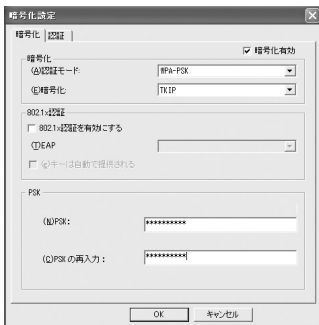 暗号化設定
暗号化 認証
暗号化有効
暗号化
(A)認証モード: WPA-PSK
(E)暗号化: TKIP
802.1x認証
802.1x認証を有効にする
(T)EAP
(k)キーは自動で提供される
PSK
(N)PSK: **********
(C)PSKの再入力: **********
OK キャンセル